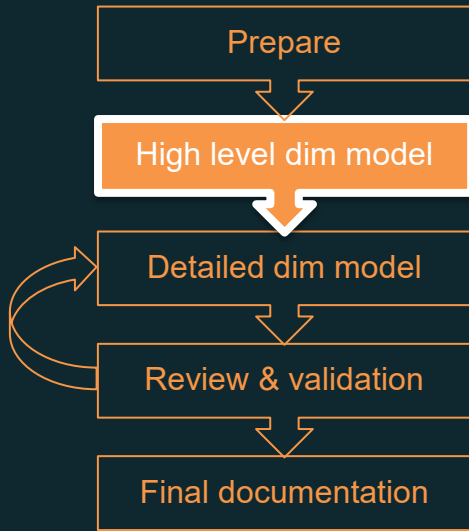 Prepare
High level dim model
Detailed dim model
Review & validation
Final documentation